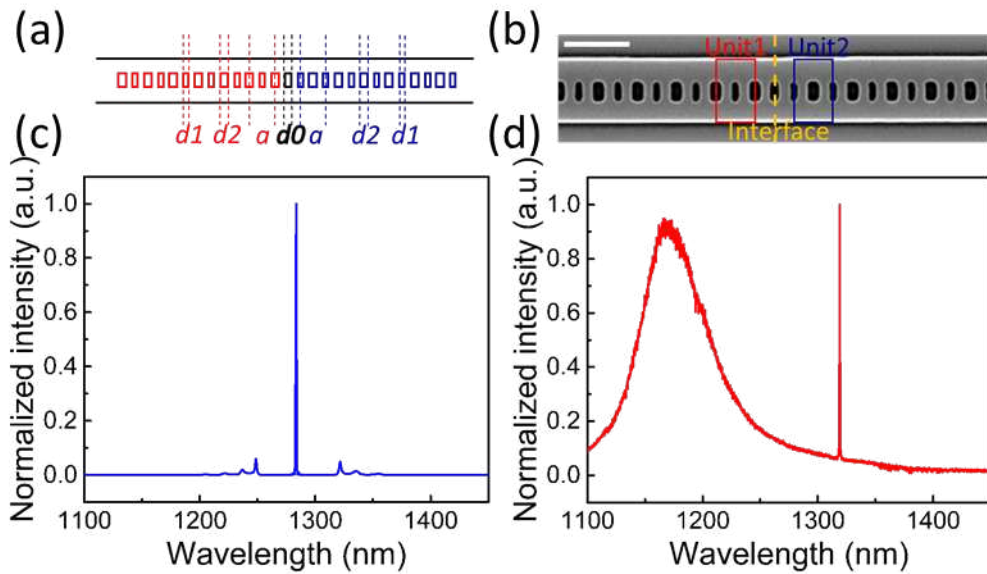 (a)
d1 d2 a d0 a d2 d1
(b)
Unit1 Unit2
Interface
(c)
Normalized intensity (a.u.)
1.0
0.8
0.6
0.4
0.2
0.0
1100 1200 1300 1400
Wavelength (nm)
(d)
Normalized intensity (a.u.)
1.0
0.8
0.6
0.4
0.2
0.0
1100 1200 1300 1400
Wavelength (nm)